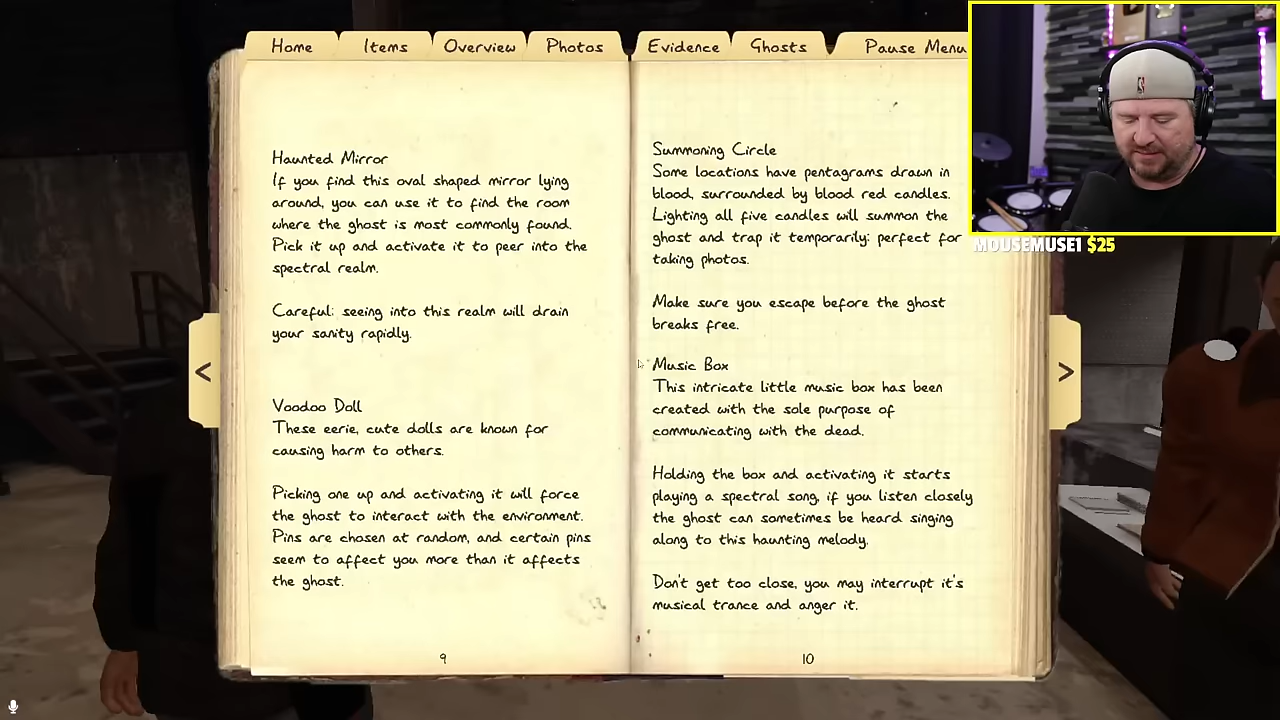 Home
Items
Overview
Photos
Evidence
Ghosts
Pause Menu
Haunted Mirror
If you find this oval shaped mirror lying
around, you can use it to find the room
where the ghost is most commonly found.
Pick it up and activate it to peer into the
spectral realm.
Careful: seeing into this realm will drain
your sanity rapidly.
Voodoo Doll
These eerie, cute dolls are known for
causing harm to others.
Picking one up and activating it will force
the ghost to interact with the environment.
Pins are chosen at random, and certain pins
seem to affect you more than it affects
the ghost.
9
Summoning Circle
Some locations have pentagrams drawn in
blood, surrounded by blood red candles.
Lighting all five candles will summon the
ghost and trap it temporarily: perfect for
taking photos.
Make sure you escape before the ghost
breaks free.
Music Box
This intricate little music box has been
created with the sole purpose of
communicating with the dead.
Holding the box and activating it starts
playing a spectral song, if you listen closely
the ghost can sometimes be heard singing
along to this haunting melody.
Don't get too close, you may interrupt it's
musical trance and anger it.
10
<
>
MOUSEMUSE1 $25